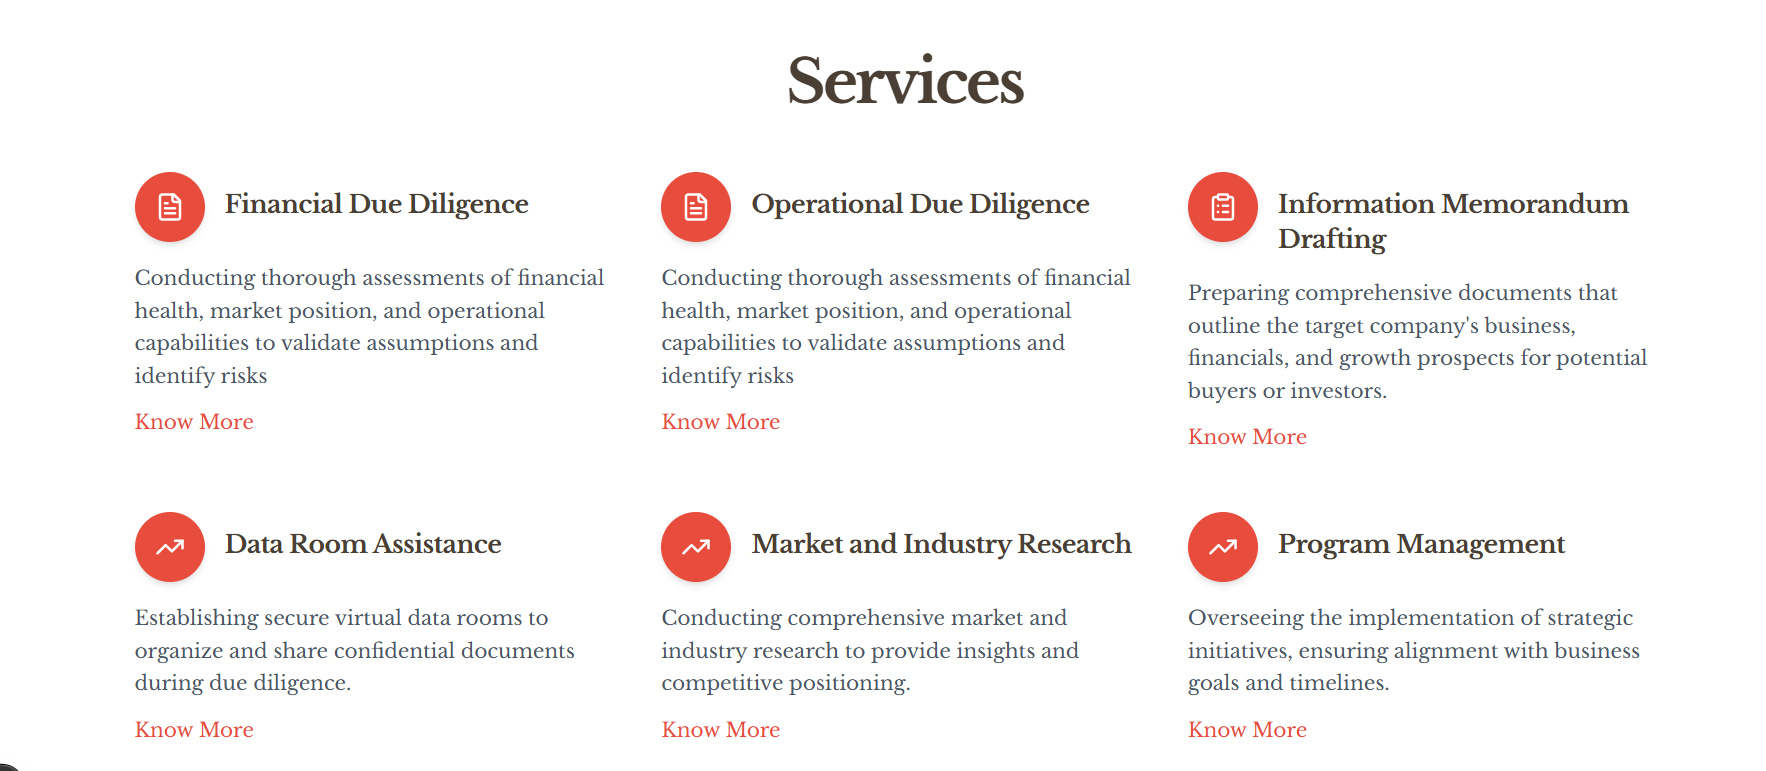 Services
Financial Due Diligence
Conducting thorough assessments of financial
health, market position, and operational
capabilities to validate assumptions and
identify risks
Know More
Operational Due Diligence
Conducting thorough assessments of financial
health, market position, and operational
capabilities to validate assumptions and
identify risks
Know More
Information Memorandum
Drafting
Preparing comprehensive documents that
outline the target company's business,
financials, and growth prospects for potential
buyers or investors.
Know More
Data Room Assistance
Establishing secure virtual data rooms to
organize and share confidential documents
during due diligence.
Know More
Market and Industry Research
Conducting comprehensive market and
industry research to provide insights and
competitive positioning.
Know More
Program Management
Overseeing the implementation of strategic
initiatives, ensuring alignment with business
goals and timelines.
Know More